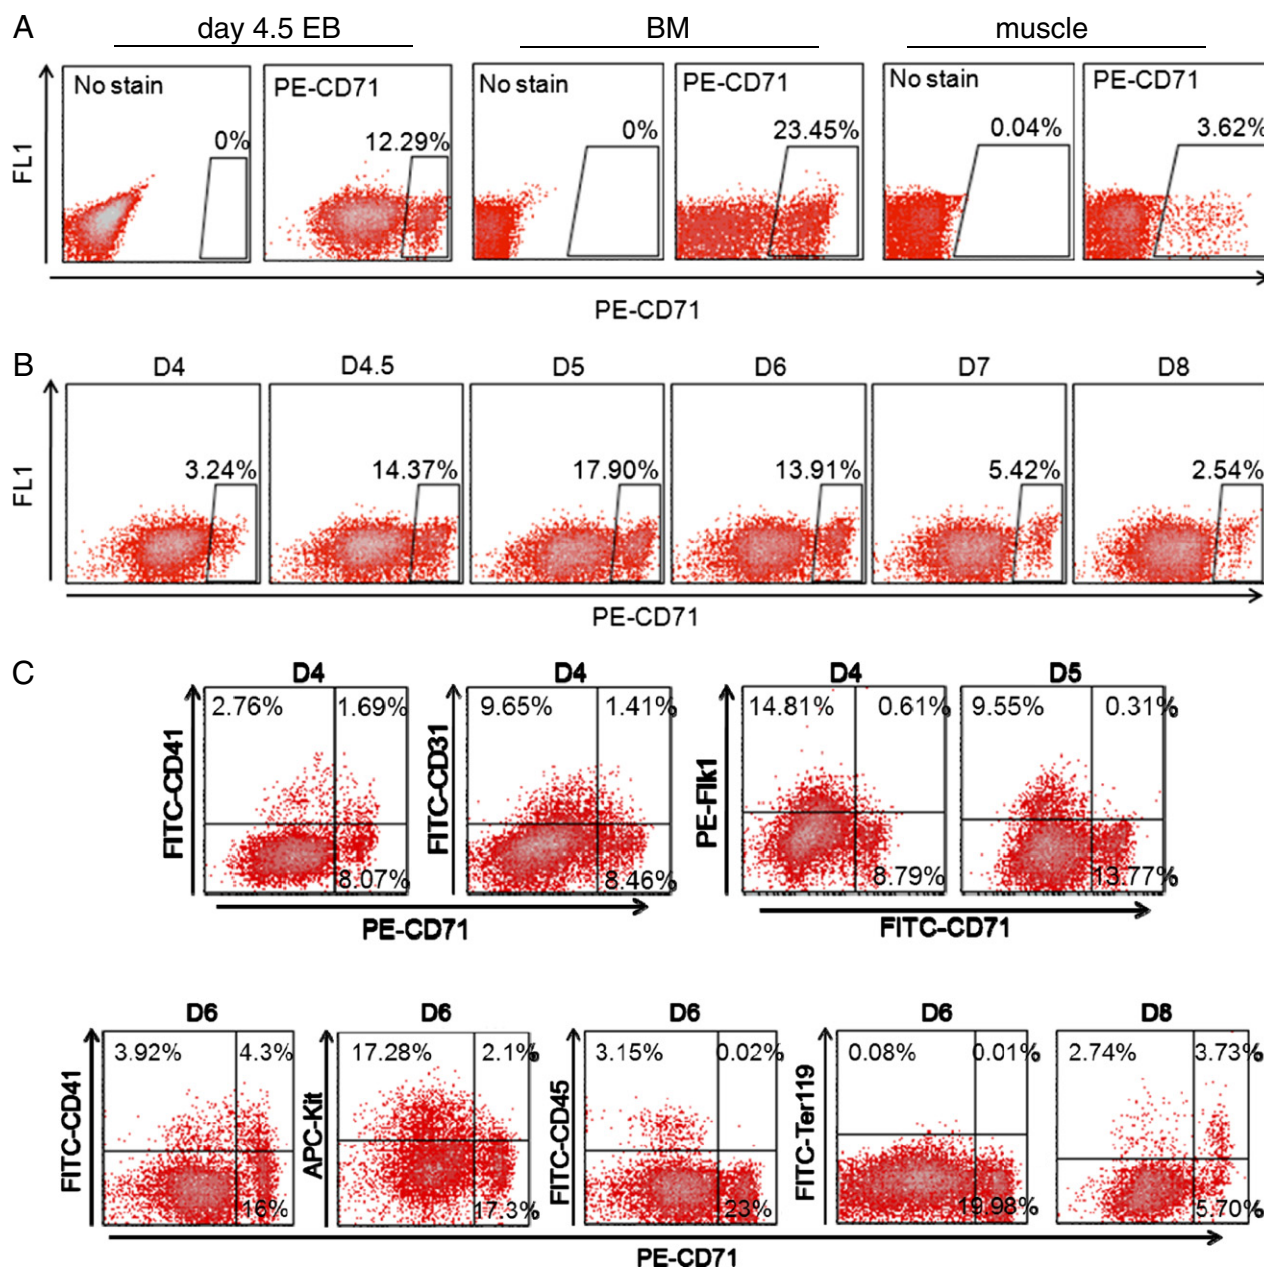 A
day 4.5 EB
BM
muscle
No stain
0%
PE-CD71
12.29%
No stain
0%
PE-CD71
23.45%
No stain
0.04%
PE-CD71
3.62%
FL1
PE-CD71
B
D4
D4.5
D5
D6
D7
D8
3.24%
14.37%
17.90%
13.91%
5.42%
2.54%
FL1
PE-CD71
C
D4
D4
D4
D5
2.76%
1.69%
8.07%
FITC-CD41
9.65%
1.41%
8.46%
FITC-CD31
PE-CD71
14.81%
0.61%
8.79%
PE-Flk1
9.55%
0.31%
13.77%
FITC-CD71
D6
D6
D6
D6
D8
3.92%
4.3%
16%
FITC-CD41
17.28%
2.1%
17.3%
APC-Kit
3.15%
0.02%
23%
FITC-CD45
0.08%
0.01%
19.98%
FITC-Ter119
2.74%
3.73%
5.70%
PE-CD71